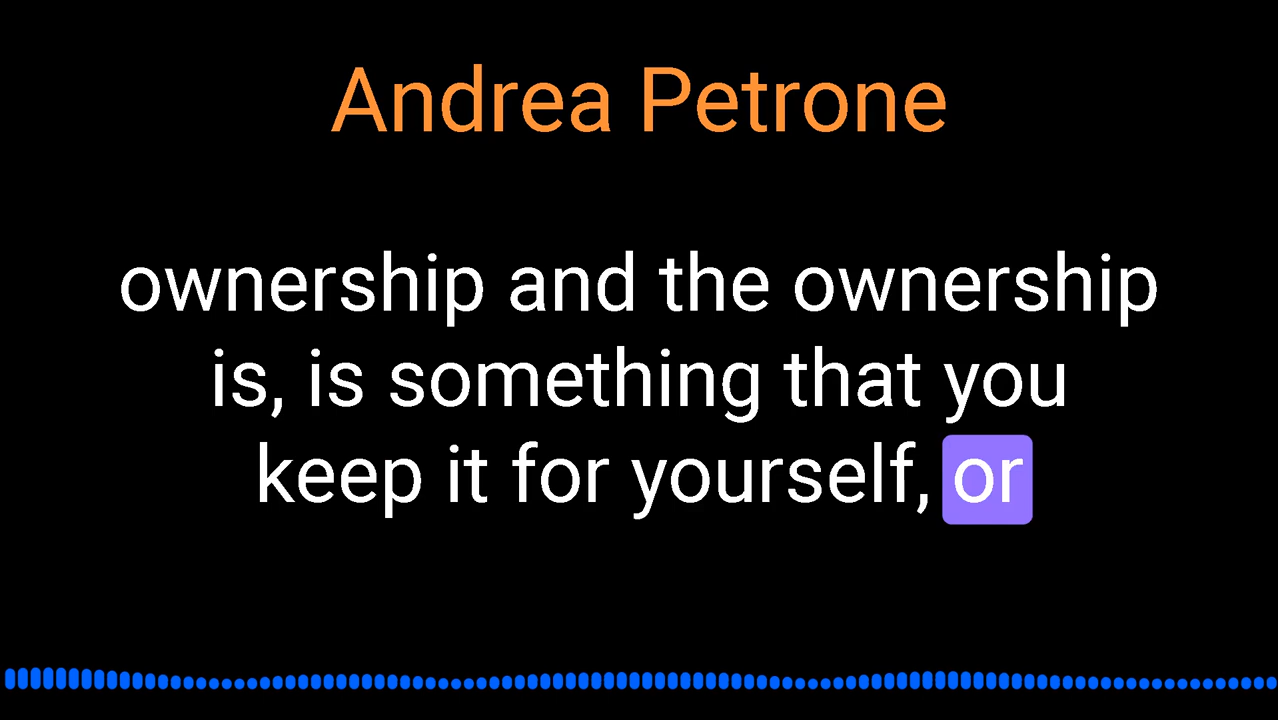 Andrea Petrone
ownership and the ownership
is, is something that you
keep it for yourself, or